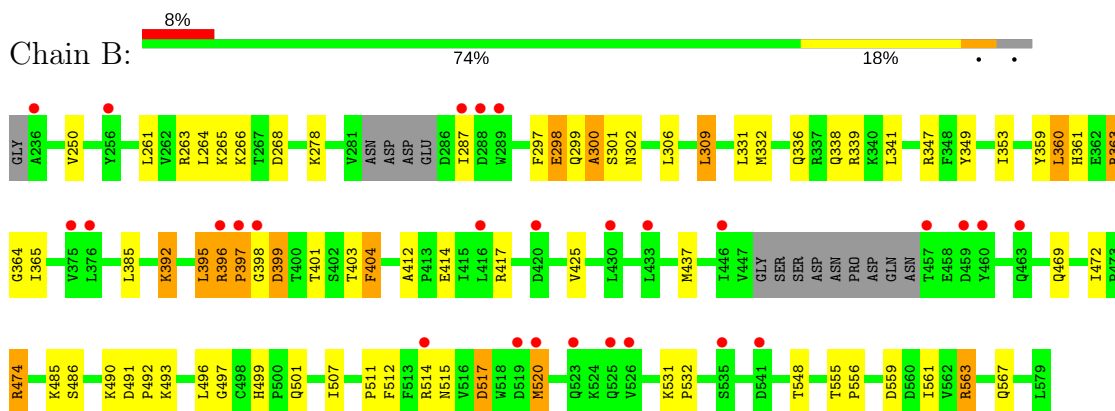 8%
Chain B:
74% 18% • •
GLY A236 V250 Y256 L261 V262 R263 L264 K265 K266 T267 D268 K278 V281 ASN ASP ASP GLU D286 I287 D288 W289 F297 E298 Q299 A300 S301 N302 L306 L309 L331 M332 Q336 R337 Q338 R339 K340 L341 R347 F348 Y349 I353 Y359 L360 H361 E362 R363
G364 I365 V375 L376 L385 K392 L395 R396 P397 G398 D399 T400 T401 S402 T403 F404 A412 P413 E414 I415 L416 R417 D420 V425 L430 L433 M437 I446 V447 GLY SER SER ASP ASN PRO ASP GLN ASN T457 E458 D459 Y460 Q463 Q469 I472 R473
R474 K485 S486 K490 D491 P492 K493 L496 G497 C498 H499 P500 Q501 I507 P511 F512 F513 R514 N515 V516 D517 W518 D519 M520 Q523 K524 Q525 V526 K531 P532 S535 D541 T548 T555 P556 D559 D560 I561 V562 R563 Q567 L579